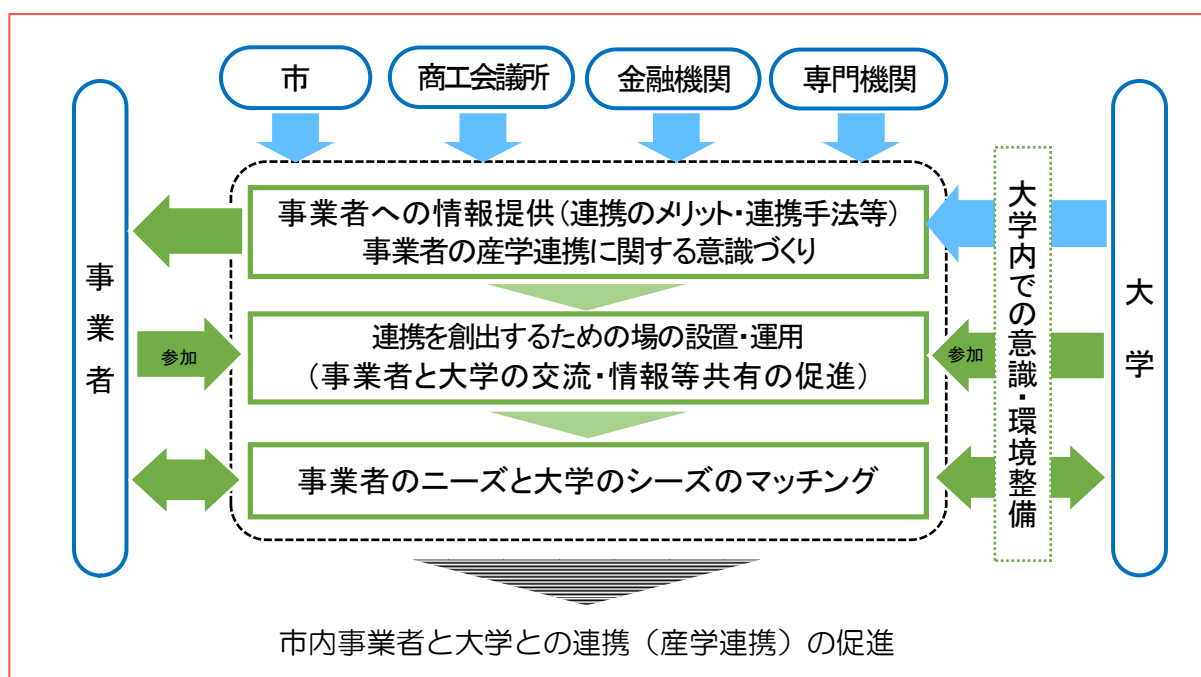 市
商工会議所
金融機関
専門機関
事業者
事業者への情報提供（連携のメリット・連携手法等）
事業者の産学連携に関する意識づくり
参加
連携を創出するための場の設置・運用
（事業者と大学の交流・情報等共有の促進）
参加
事業者のニーズと大学のシーズのマッチング
大学内での意識・環境整備
大学
市内事業者と大学との連携（産学連携）の促進